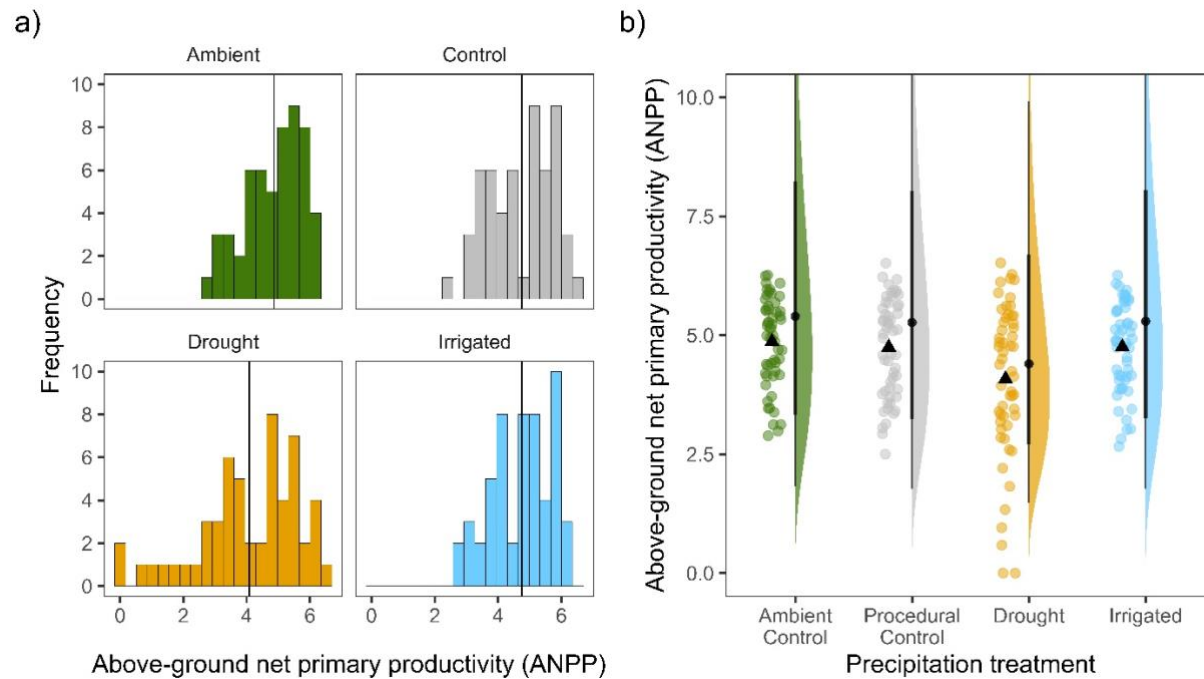 a)
Ambient
Control
10
8
6
4
2
0
Drought
Irrigated
10
8
6
4
2
0
0 2 4 6
0 2 4 6
Frequency
Above-ground net primary productivity (ANPP)
b)
Above-ground net primary productivity (ANPP)
10.0
7.5
5.0
2.5
0.0
Ambient Procedural Drought Irrigated
Control Control
Precipitation treatment